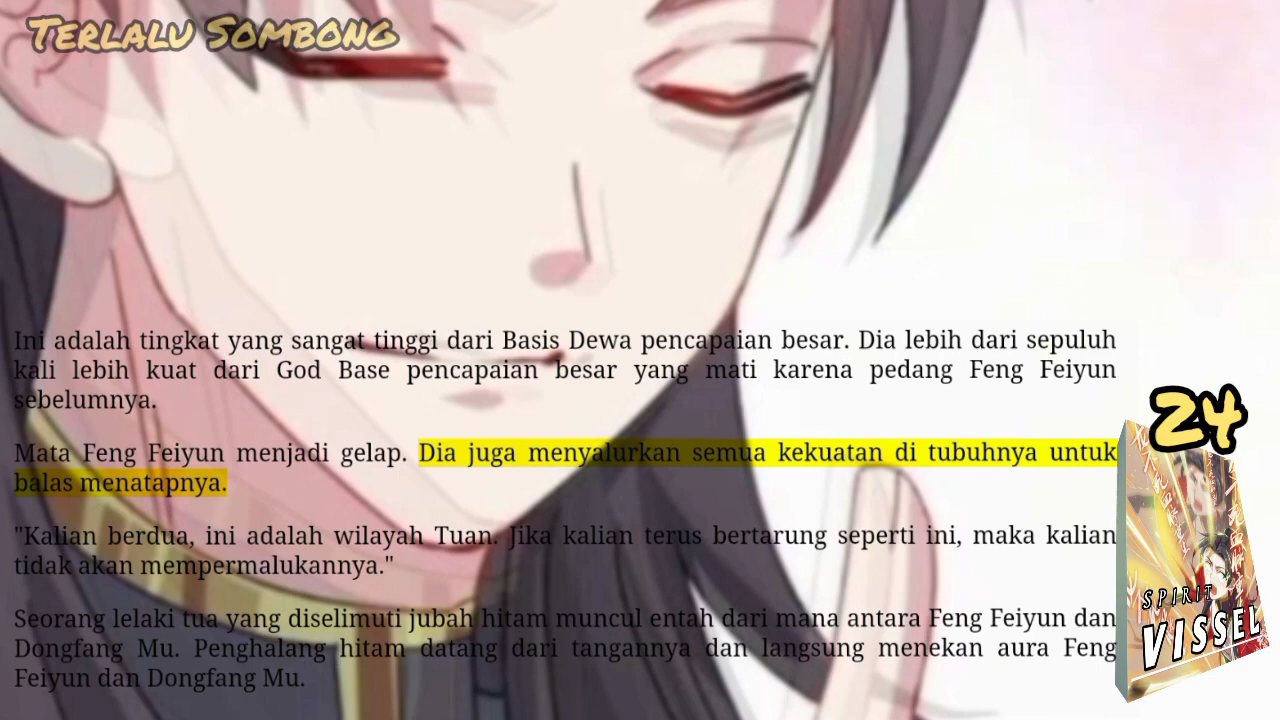 Terlalu Sombong
Ini adalah tingkat yang sangat tinggi dari Basis Dewa pencapaian besar. Dia lebih dari sepuluh
kali lebih kuat dari God Base pencapaian besar yang mati karena pedang Feng Feiyun
sebelumnya.
Mata Feng Feiyun menjadi gelap. Dia juga menyalurkan semua kekuatan di tubuhnya untuk
balas menatapnya.
"Kalian berdua, ini adalah wilayah Tuan. Jika kalian terus bertarung seperti ini, maka kalian
tidak akan mempermalukannya."
Seorang lelaki tua yang diselimuti jubah hitam muncul entah dari mana antara Feng Feiyun dan
Dongfang Mu. Penghalang hitam datang dari tangannya dan langsung menekan aura Feng
Feiyun dan Dongfang Mu.
24
SPIRIT
VISSEL